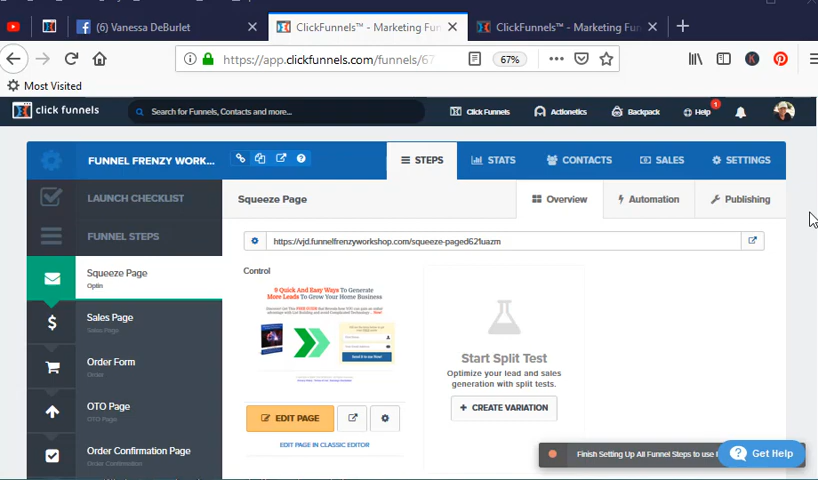 (6) Vanessa DeBurlet
ClickFunnels™ - Marketing Fun
ClickFunnels™ - Marketing Fun
https://app.clickfunnels.com/funnels/67
67%
Most Visited
click funnels
Search for Funnels, Contacts and more...
Click Funnels
Actionetics
Backpack
Help
1
FUNNEL FRENZY WORK...
STEPS
STATS
CONTACTS
SALES
SETTINGS
LAUNCH CHECKLIST
Squeeze Page
Overview
Automation
Publishing
FUNNEL STEPS
https://vjd.funnelfrenzyworkshop.com/squeeze-paged621uazm
Squeeze Page
Optin
Control
9 Quick And Easy Ways To Generate
More Leads To Grow Your Home Business
Sales Page
Sales Page
Start Split Test
Optimize your lead and sales
generation with split tests.
Order Form
Order
CREATE VARIATION
OTO Page
OTO Page
EDIT PAGE
EDIT PAGE IN CLASSIC EDITOR
Order Confirmation Page
Order Confirmation
Finish Setting Up All Funnel Steps to use
Get Help